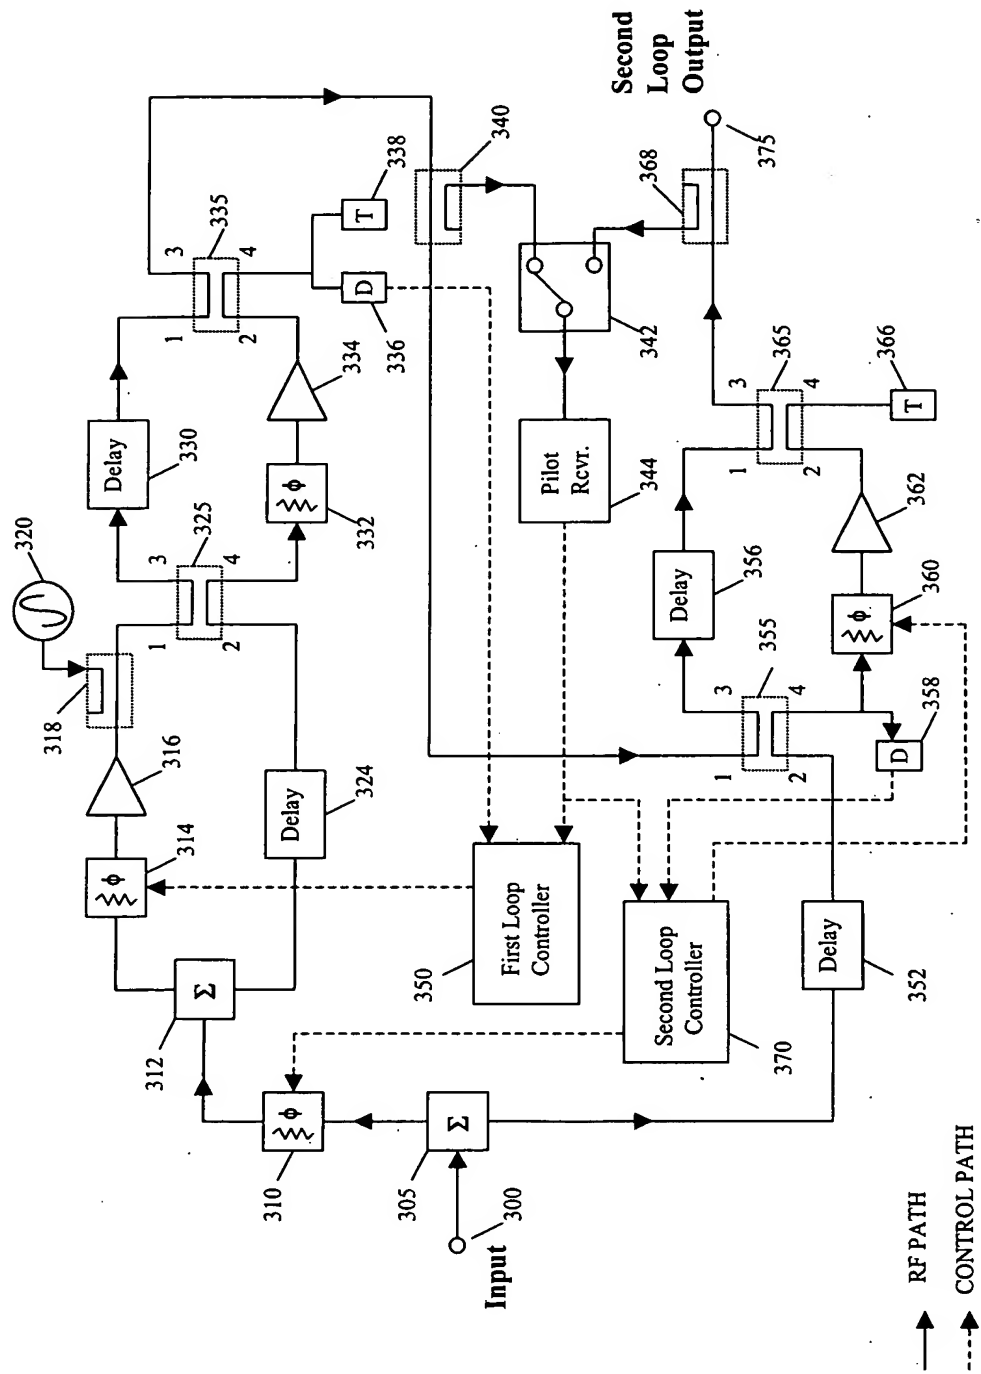 320
318
316
314
312
310
305
300
Input
Σ
Σ
ϕ
ϕ
324
Delay
1
2
3
4
325
Delay
330
ϕ
332
334
1
2
3
4
335
D
336
T
338
340
342
Pilot
Rcvr.
344
First Loop
Controller
350
Second Loop
Controller
370
Delay
352
1
2
3
4
355
Delay
356
D
358
ϕ
360
362
1
2
3
4
365
T
366
368
375
Second
Loop
Output
RF PATH
CONTROL PATH